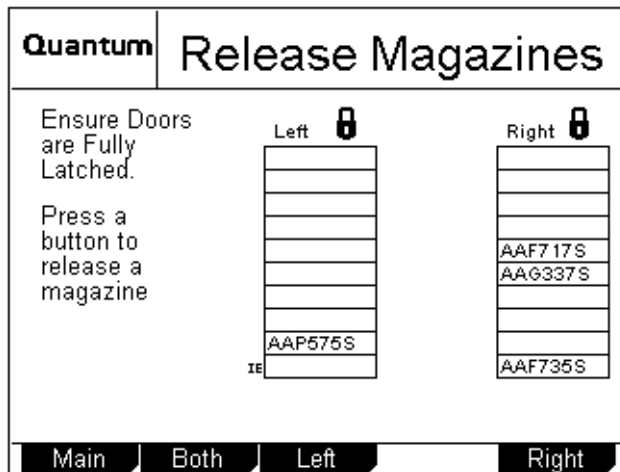 Quantum
Release Magazines
Ensure Doors
are Fully
Latched.
Press a
button to
release a
magazine
Left
AAP575S
IE
Right
AAF717S
AAG337S
AAF735S
Main
Both
Left
Right